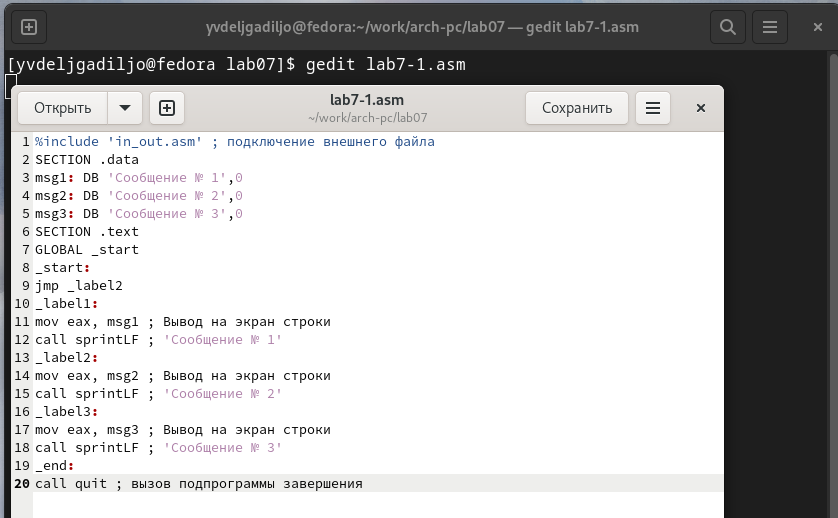 yvdeljgadiljo@fedora:~/work/arch-pc/lab07 — gedit lab7-1.asm
[yvdeljgadiljo@fedora lab07]$ gedit lab7-1.asm
Открыть
lab7-1.asm
~/work/arch-pc/lab07
Сохранить
1 %include 'in_out.asm' ; подключение внешнего файла
2 SECTION .data
3 msg1: DB 'Сообщение № 1',0
4 msg2: DB 'Сообщение № 2',0
5 msg3: DB 'Сообщение № 3',0
6 SECTION .text
7 GLOBAL _start
8 _start:
9 jmp _label2
10 _label1:
11 mov eax, msg1 ; Вывод на экран строки
12 call sprintLF ; 'Сообщение № 1'
13 _label2:
14 mov eax, msg2 ; Вывод на экран строки
15 call sprintLF ; 'Сообщение № 2'
16 _label3:
17 mov eax, msg3 ; Вывод на экран строки
18 call sprintLF ; 'Сообщение № 3'
19 _end:
20 call quit ; вызов подпрограммы завершения